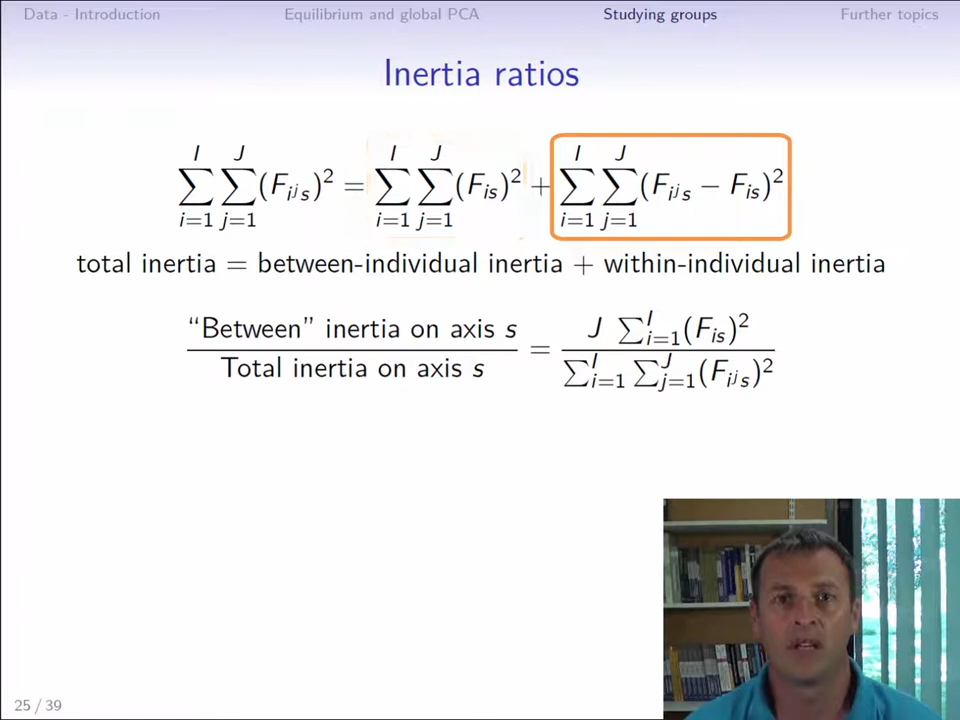 Data - Introduction Equilibrium and global PCA Studying groups Further topics
Inertia ratios
∑_{i=1}^{I} ∑_{j=1}^{J} (F_{i^j s})^2 = ∑_{i=1}^{I} ∑_{j=1}^{J} (F_{is})^2 + ∑_{i=1}^{I} ∑_{j=1}^{J} (F_{i^j s} − F_{is})^2
total inertia = between-individual inertia + within-individual inertia
“Between” inertia on axis s
Total inertia on axis s
=
J ∑_{i=1}^{I} (F_{is})^2
∑_{i=1}^{I} ∑_{j=1}^{J} (F_{i^j s})^2
25 / 39